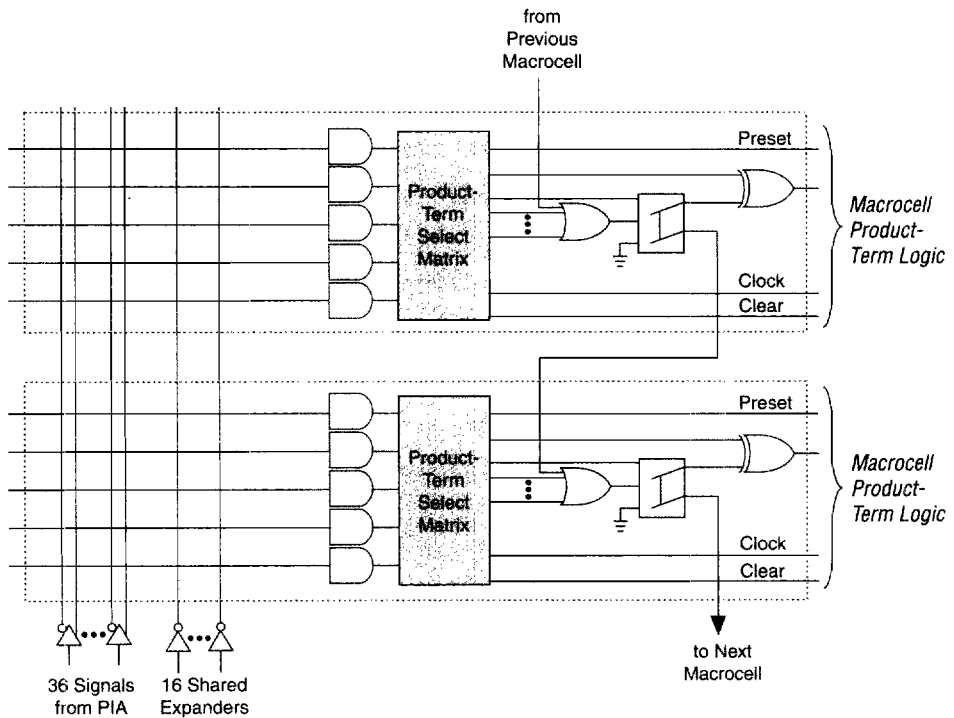 from
Previous
Macrocell
Preset
Product-
Term
Select
Matrix
Clock
Clear
Macrocell
Product-
Term Logic
Preset
Product-
Term
Select
Matrix
Clock
Clear
Macrocell
Product-
Term Logic
36 Signals
from PIA
16 Shared
Expanders
to Next
Macrocell